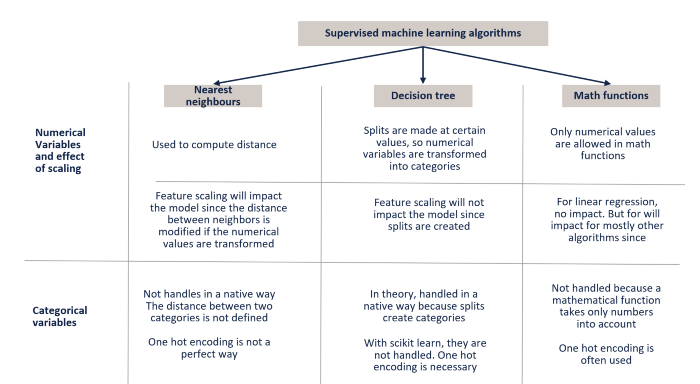 Supervised machine learning algorithms
Nearest
neighbours
Decision tree
Math functions
Numerical
Variables
and effect
of scaling
Used to compute distance
Splits are made at certain
values, so numerical
variables are transformed
into categories
Only numerical values
are allowed in math
functions
Feature scaling will impact
the model since the distance
between neighbors is
modified if the numerical
values are transformed
Feature scaling will not
impact the model since
splits are created
For linear regression,
no impact. But for will
impact for mostly other
algorithms since
Categorical
variables
Not handles in a native way
The distance between two
categories is not defined
One hot encoding is not a
perfect way
In theory, handled in a
native way because splits
create categories
With scikit learn, they are
not handled. One hot
encoding is necessary
Not handled because a
mathematical function
takes only numbers
into account
One hot encoding is
often used